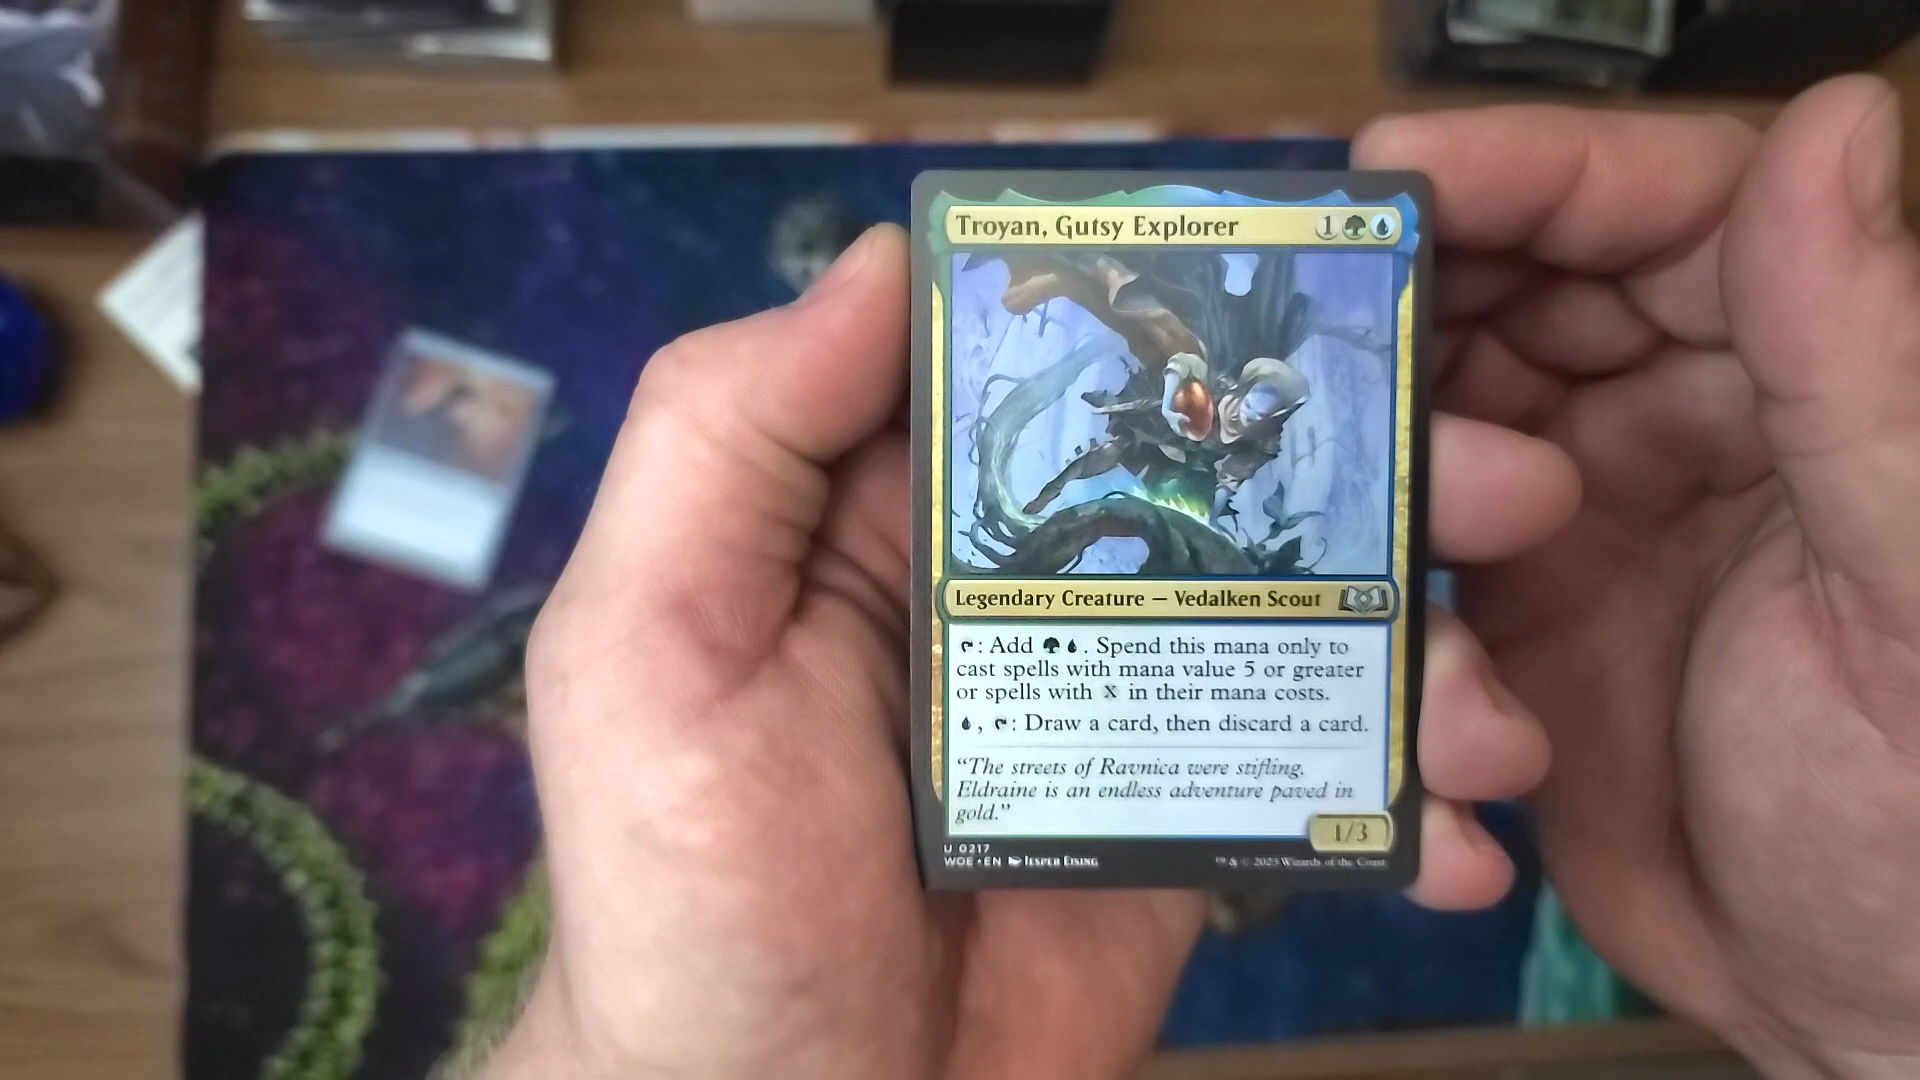 Troyan, Gutsy Explorer 1
Legendary Creature — Vedalken Scout
: Add . Spend this mana only to
cast spells with mana value 5 or greater
or spells with X in their mana costs.
, : Draw a card, then discard a card.
“The streets of Ravnica were stifling.
Eldraine is an endless adventure paved in
gold.”
1/3
U 0217
WOE • EN Jesper Ejsing
™ & © 2023 Wizards of the Coast